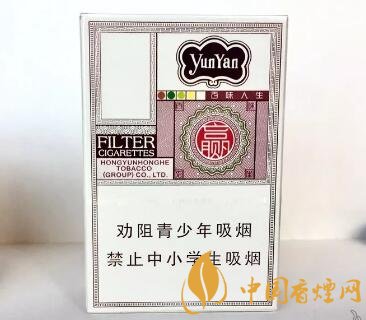 YunYan
百味人生
赢
FILTER
CIGARETTES
HONGYUNHONGHE
TOBACCO
(GROUP) CO., LTD.
劝阻青少年吸烟
禁止中小学生吸烟
中国香烟网